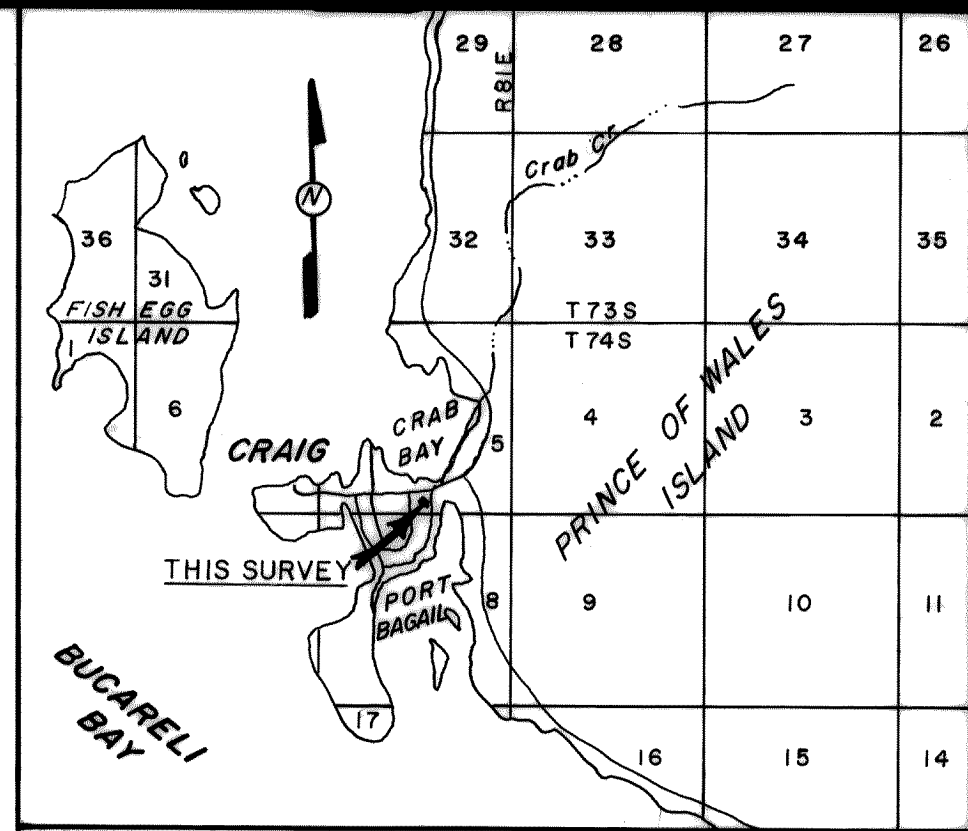 29
28
27
26
R81E
Crab Cr
36
31
32
33
34
35
FISH EGG
ISLAND
T73S
T74S
1
6
CRAIG
CRAB
BAY
5
4
3
2
PRINCE OF WALES
ISLAND
THIS SURVEY
PORT
BAGAIL
8
9
10
11
BUCARELI
BAY
17
16
15
14
N